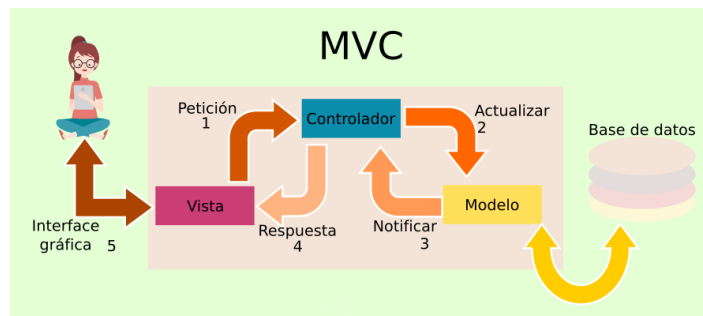 MVC
Petición
1
Controlador
Actualizar
2
Base de datos
Vista
Modelo
Interface
gráfica 5
Respuesta
4
Notificar
3